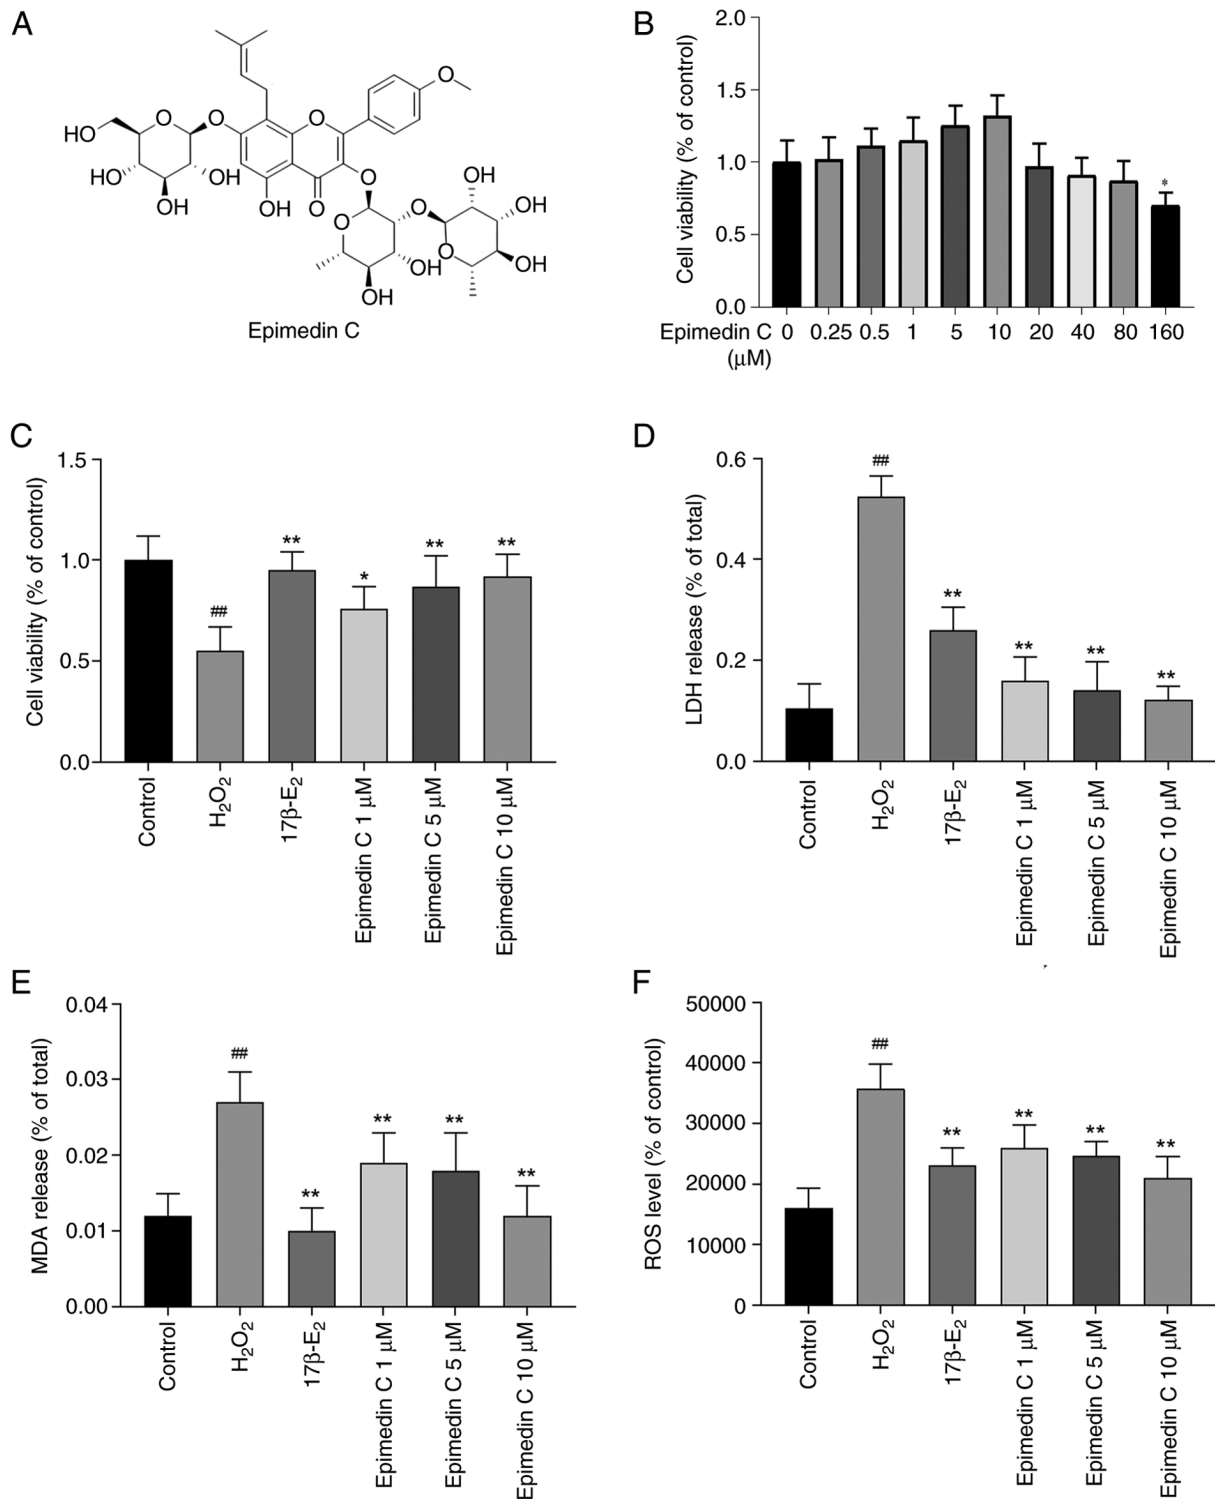 A
HO
O
O
O
O
HO
OH
OH
OH
O
O
O
O
OH
OH
O
OH
OH
O
OH
Epimedin C
B
Cell viability (% of control)
2.0
1.5
1.0
0.5
0.0
*
Epimedin C 0 0.25 0.5 1 5 10 20 40 80 160
(μM)
C
Cell viability (% of control)
1.5
1.0
0.5
0.0
## ** * ** **
Control
H₂O₂
17β-E₂
Epimedin C 1 μM
Epimedin C 5 μM
Epimedin C 10 μM
D
LDH release (% of total)
0.6
0.4
0.2
0.0
## ** ** ** **
Control
H₂O₂
17β-E₂
Epimedin C 1 μM
Epimedin C 5 μM
Epimedin C 10 μM
E
MDA release (% of total)
0.04
0.03
0.02
0.01
0.00
## ** ** ** **
Control
H₂O₂
17β-E₂
Epimedin C 1 μM
Epimedin C 5 μM
Epimedin C 10 μM
F
ROS level (% of control)
50000
40000
30000
20000
10000
0
## ** ** ** **
Control
H₂O₂
17β-E₂
Epimedin C 1 μM
Epimedin C 5 μM
Epimedin C 10 μM